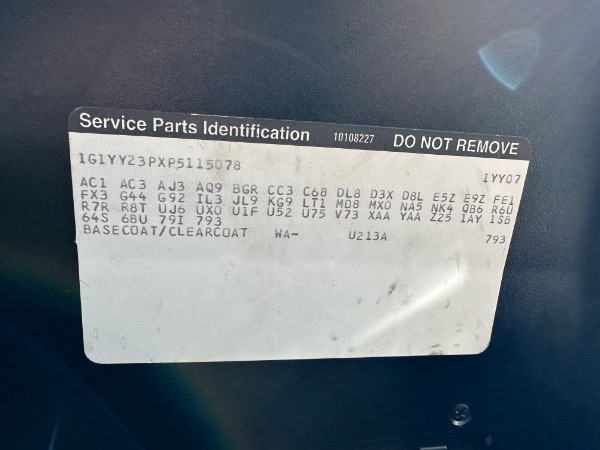 Service Parts Identification 10108227 DO NOT REMOVE
1G1YY23PXP5115078 1YY07
AC1 AC3 AJ3 AQ9 BGR CC3 C68 DL8 D3X D8L E5Z E9Z FE1
FX3 G44 G92 IL3 JL9 KG9 LT1 MD8 MX0 NA5 NK4 QB6 R6U
R7R R8T UJ6 UX0 U1F U52 U75 V73 XAA YAA Z25 1AY 1SB
64S 68U 79I 793
BASECOAT/CLEARCOAT WA- U213A 793